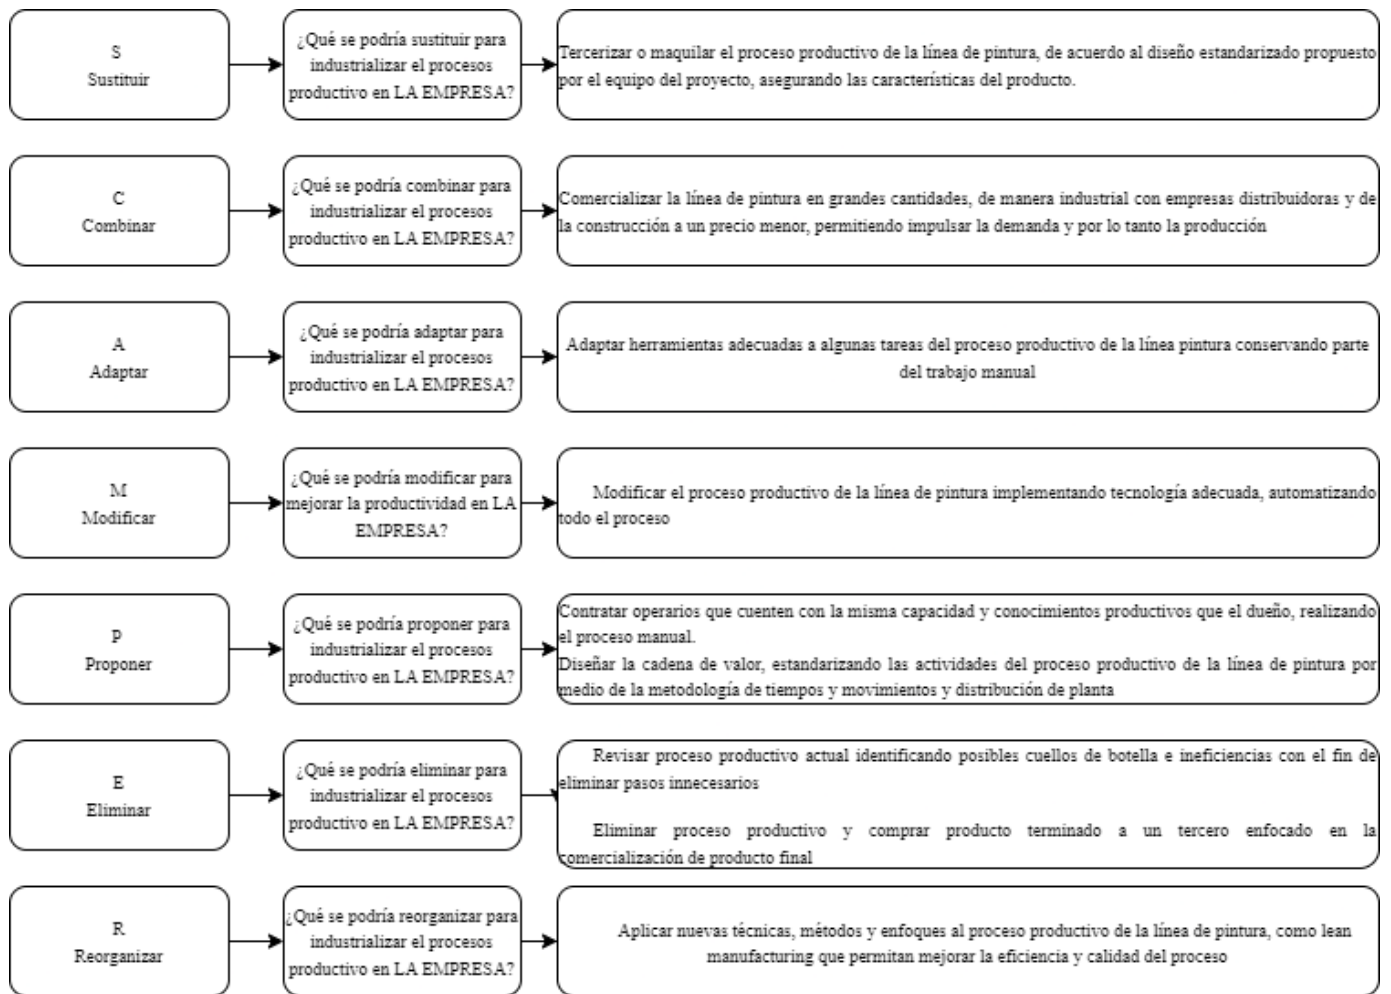 S
Sustituir
¿Qué se podría sustituir para
industrializar el procesos
productivo en LA EMPRESA?
Tercerizar o maquilar el proceso productivo de la línea de pintura, de acuerdo al diseño estandarizado propuesto
por el equipo del proyecto, asegurando las características del producto.
C
Combinar
¿Qué se podría combinar para
industrializar el procesos
productivo en LA EMPRESA?
Comercializar la línea de pintura en grandes cantidades, de manera industrial con empresas distribuidoras y de
la construcción a un precio menor, permitiendo impulsar la demanda y por lo tanto la producción
A
Adaptar
¿Qué se podría adaptar para
industrializar el procesos
productivo en LA EMPRESA?
Adaptar herramientas adecuadas a algunas tareas del proceso productivo de la línea pintura conservando parte
del trabajo manual
M
Modificar
¿Qué se podría modificar para
mejorar la productividad en LA
EMPRESA?
Modificar el proceso productivo de la línea de pintura implementando tecnología adecuada, automatizando
todo el proceso
P
Proponer
¿Qué se podría proponer para
industrializar el procesos
productivo en LA EMPRESA?
Contratar operarios que cuenten con la misma capacidad y conocimientos productivos que el dueño, realizando
el proceso manual.
Diseñar la cadena de valor, estandarizando las actividades del proceso productivo de la línea de pintura por
medio de la metodología de tiempos y movimientos y distribución de planta
E
Eliminar
¿Qué se podría eliminar para
industrializar el procesos
productivo en LA EMPRESA?
Revisar proceso productivo actual identificando posibles cuellos de botella e ineficiencias con el fin de
eliminar pasos innecesarios
Eliminar proceso productivo y comprar producto terminado a un tercero enfocado en la
comercialización de producto final
R
Reorganizar
¿Qué se podría reorganizar para
industrializar el procesos
productivo en LA EMPRESA?
Aplicar nuevas técnicas, métodos y enfoques al proceso productivo de la línea de pintura, como lean
manufacturing que permitan mejorar la eficiencia y calidad del proceso